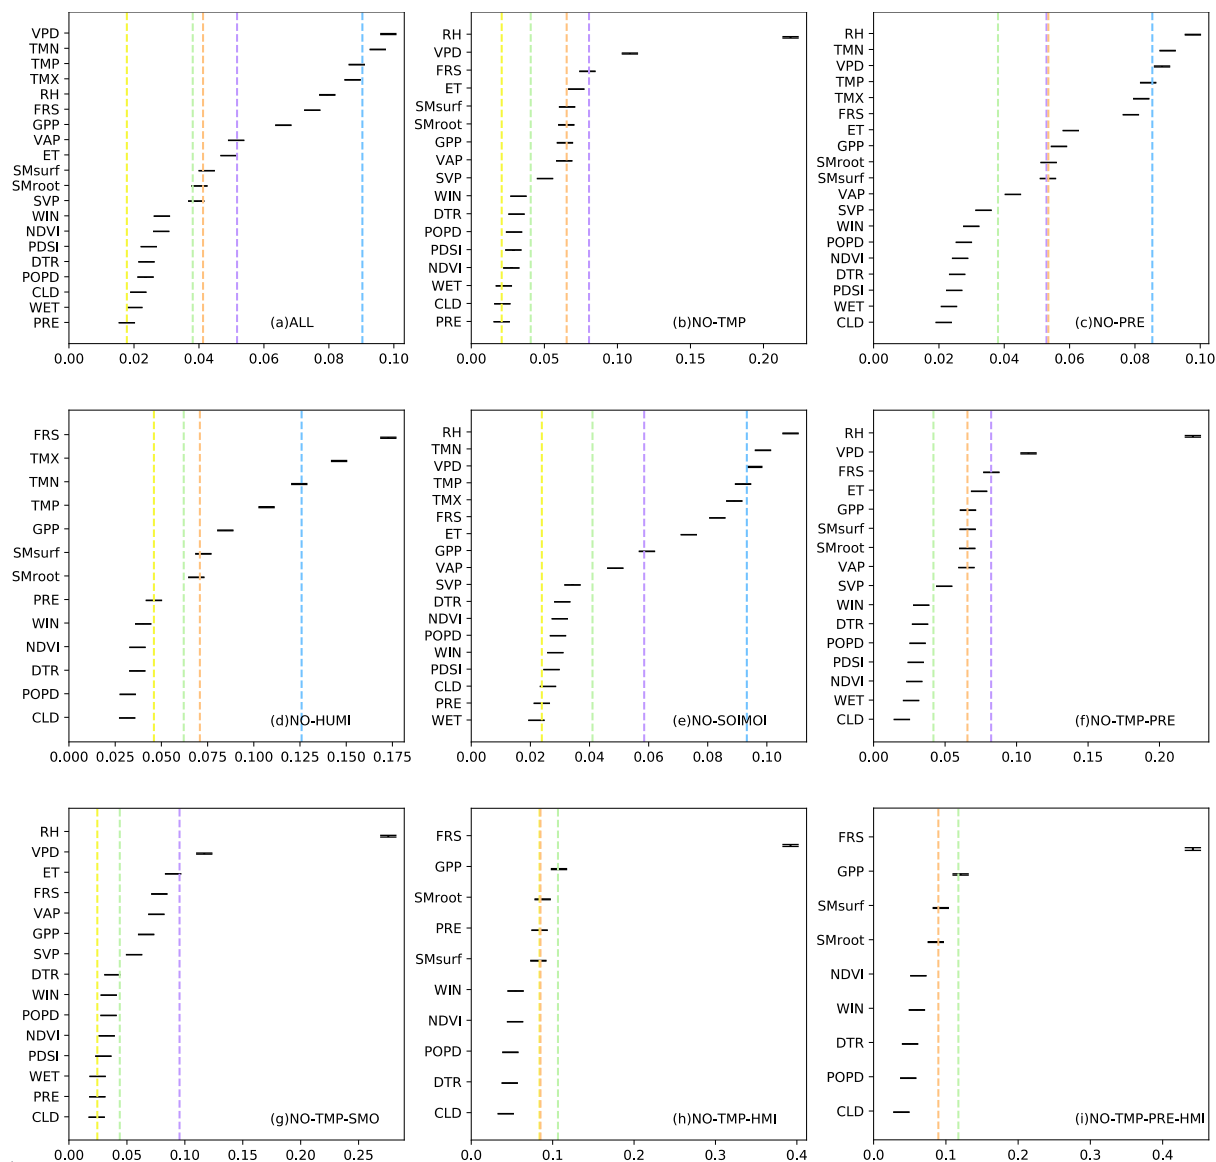 VPD
TMN
TMP
TMX
RH
FRS
GPP
VAP
ET
SMsurf
SMroot
SVP
WIN
NDVI
PDSI
DTR
POPD
CLD
WET
PRE
(a)ALL
0.00 0.02 0.04 0.06 0.08 0.10
RH
VPD
FRS
ET
SMsurf
SMroot
GPP
VAP
SVP
WIN
DTR
POPD
PDSI
NDVI
WET
CLD
PRE
(b)NO-TMP
0.00 0.05 0.10 0.15 0.20
RH
TMN
VPD
TMP
TMX
FRS
ET
GPP
SMroot
SMsurf
VAP
SVP
WIN
POPD
NDVI
DTR
PDSI
WET
CLD
(c)NO-PRE
0.00 0.02 0.04 0.06 0.08 0.10
FRS
TMX
TMN
TMP
GPP
SMsurf
SMroot
PRE
WIN
NDVI
DTR
POPD
CLD
(d)NO-HUMI
0.000 0.025 0.050 0.075 0.100 0.125 0.150 0.175
RH
TMN
VPD
TMP
TMX
FRS
ET
GPP
VAP
SVP
DTR
NDVI
POPD
WIN
PDSI
CLD
PRE
WET
(e)NO-SOIMOI
0.00 0.02 0.04 0.06 0.08 0.10
RH
VPD
FRS
ET
GPP
SMsurf
SMroot
VAP
SVP
WIN
DTR
POPD
PDSI
NDVI
WET
CLD
(f)NO-TMP-PRE
0.00 0.05 0.10 0.15 0.20
RH
VPD
ET
FRS
VAP
GPP
SVP
DTR
WIN
POPD
NDVI
PDSI
WET
PRE
CLD
(g)NO-TMP-SMO
0.00 0.05 0.10 0.15 0.20 0.25
FRS
GPP
SMroot
PRE
SMsurf
WIN
NDVI
POPD
DTR
CLD
(h)NO-TMP-HMI
0.0 0.1 0.2 0.3 0.4
FRS
GPP
SMsurf
SMroot
NDVI
WIN
DTR
POPD
CLD
(i)NO-TMP-PRE-HMI
0.0 0.1 0.2 0.3 0.4